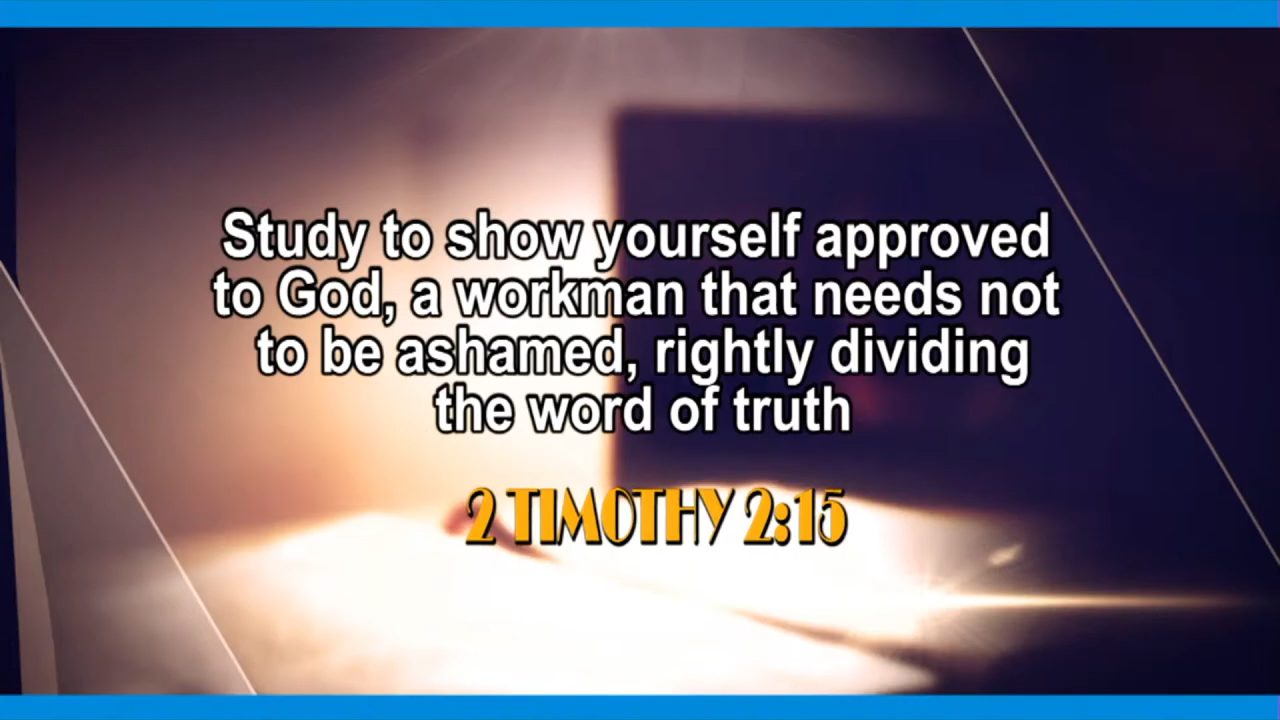 Study to show yourself approved
to God, a workman that needs not
to be ashamed, rightly dividing
the word of truth
2 TIMOTHY 2:15